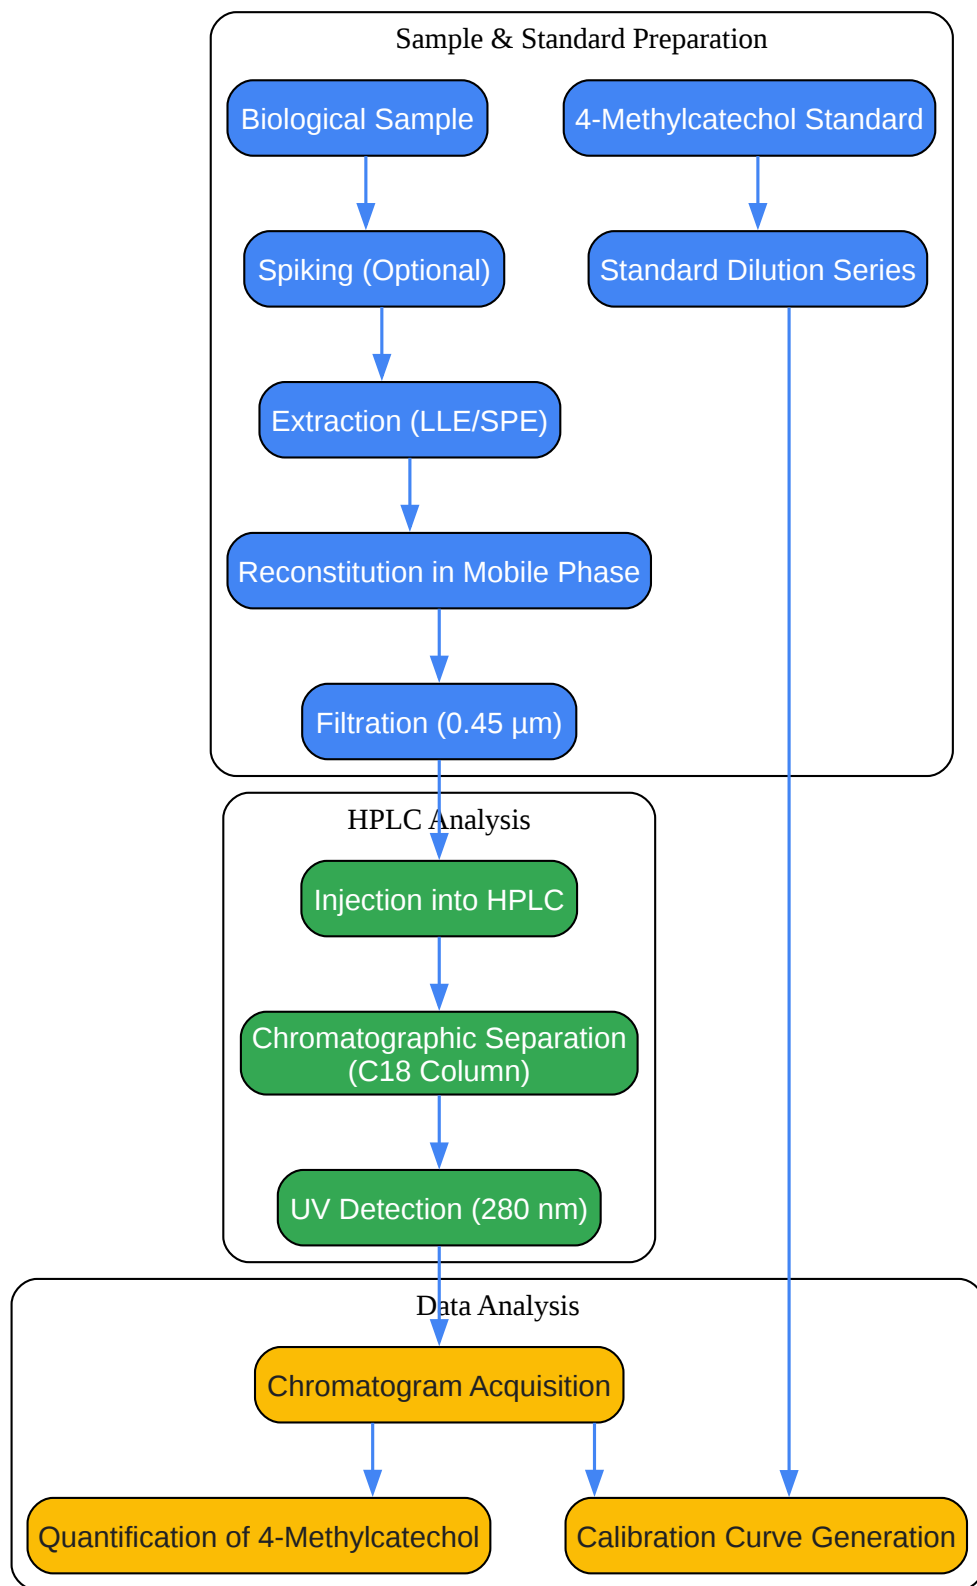 Sample & Standard Preparation
Biological Sample
4-Methylcatechol Standard
Spiking (Optional)
Standard Dilution Series
Extraction (LLE/SPE)
Reconstitution in Mobile Phase
Filtration (0.45 µm)
HPLC Analysis
Injection into HPLC
Chromatographic Separation
(C18 Column)
UV Detection (280 nm)
Data Analysis
Chromatogram Acquisition
Quantification of 4-Methylcatechol
Calibration Curve Generation